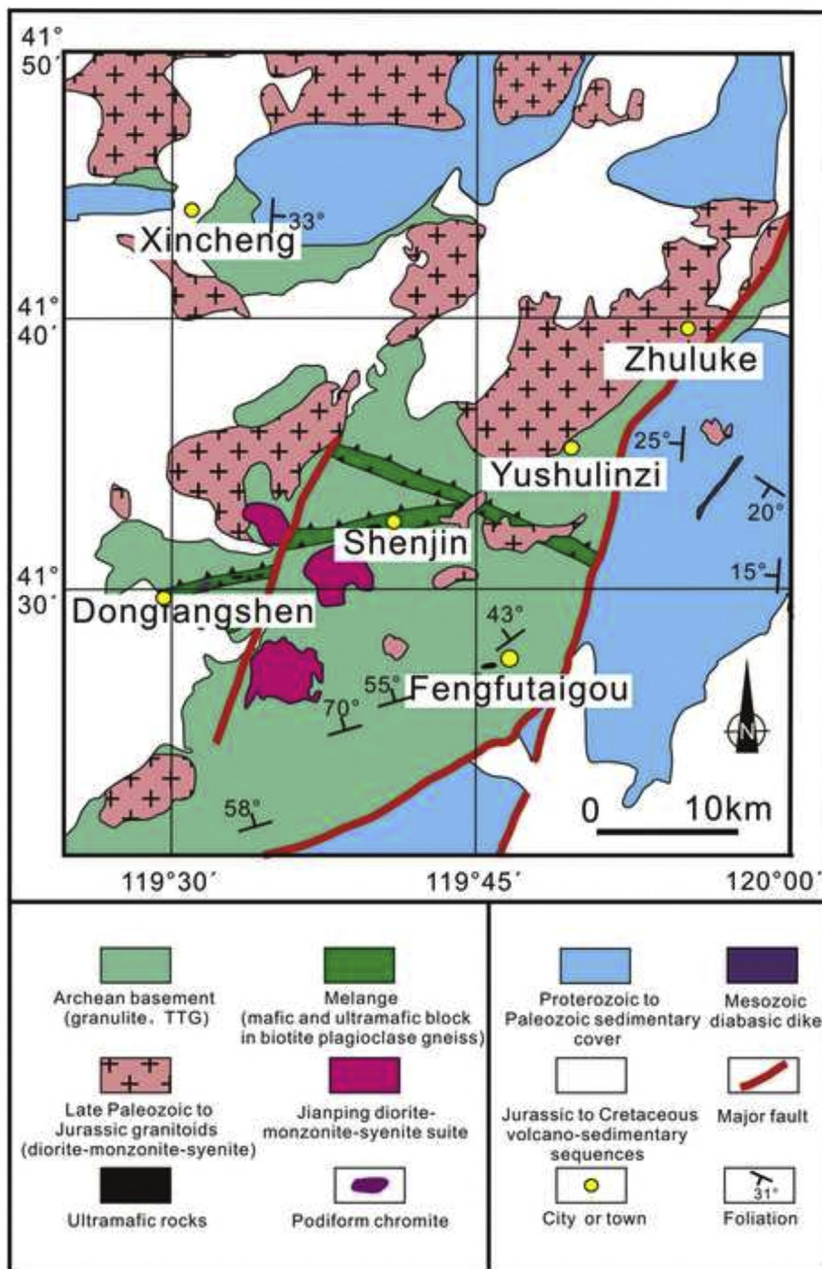 41°
50´
33°
Xincheng
41°
40´
Zhuluke
25°
Yushulinzi
20°
Shenjin
15°
41°
30´
Dongfangshen
43°
55°
Fengfutaigou
70°
N
58°
0 10km
119°30´ 119°45´ 120°00´
Archean basement
(granulite、TTG)
Melange
(mafic and ultramafic block
in biotite plagioclase gneiss)
Proterozoic to
Paleozoic sedimentary
cover
Mesozoic
diabasic dike
Late Paleozoic to
Jurassic granitoids
(diorite-monzonite-syenite)
Jianping diorite-
monzonite-syenite suite
Jurassic to Cretaceous
volcano-sedimentary
sequences
Major fault
Ultramafic rocks
Podiform chromite
City or town
31°
Foliation